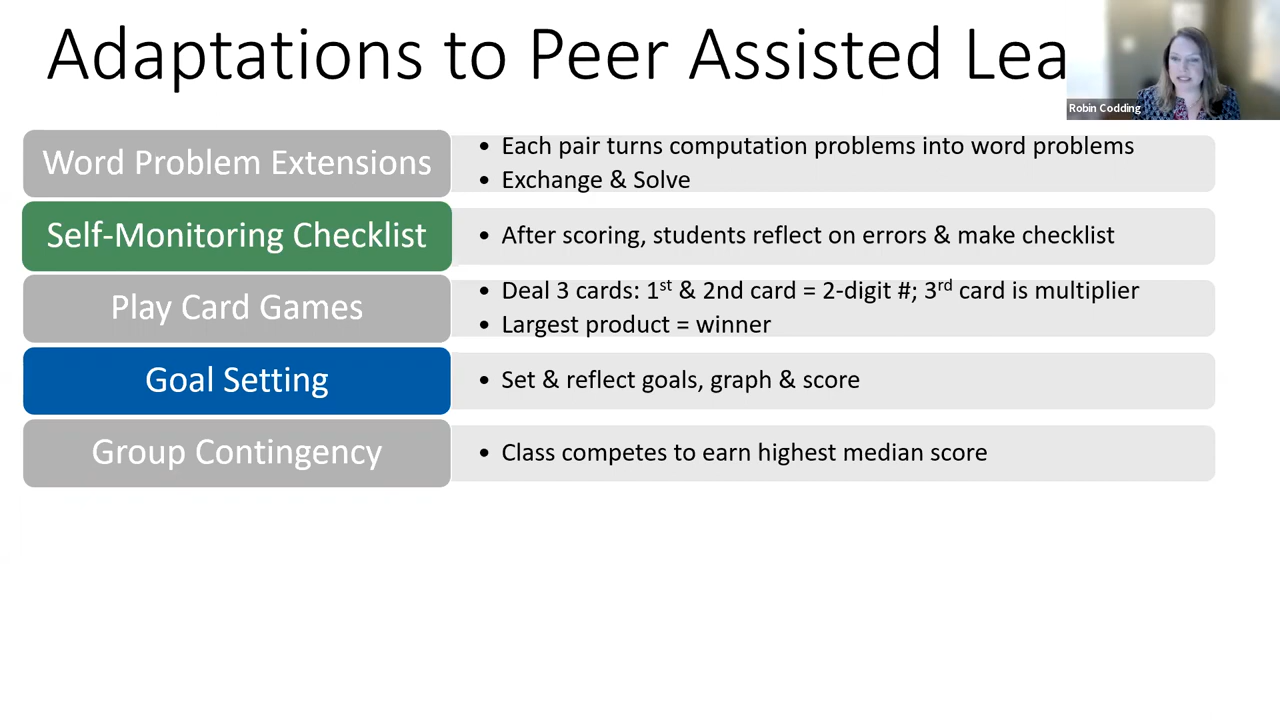 Adaptations to Peer Assisted Lea
Robin Codding
Word Problem Extensions
• Each pair turns computation problems into word problems
• Exchange & Solve
Self-Monitoring Checklist
• After scoring, students reflect on errors & make checklist
Play Card Games
• Deal 3 cards: 1st & 2nd card = 2-digit #; 3rd card is multiplier
• Largest product = winner
Goal Setting
• Set & reflect goals, graph & score
Group Contingency
• Class competes to earn highest median score